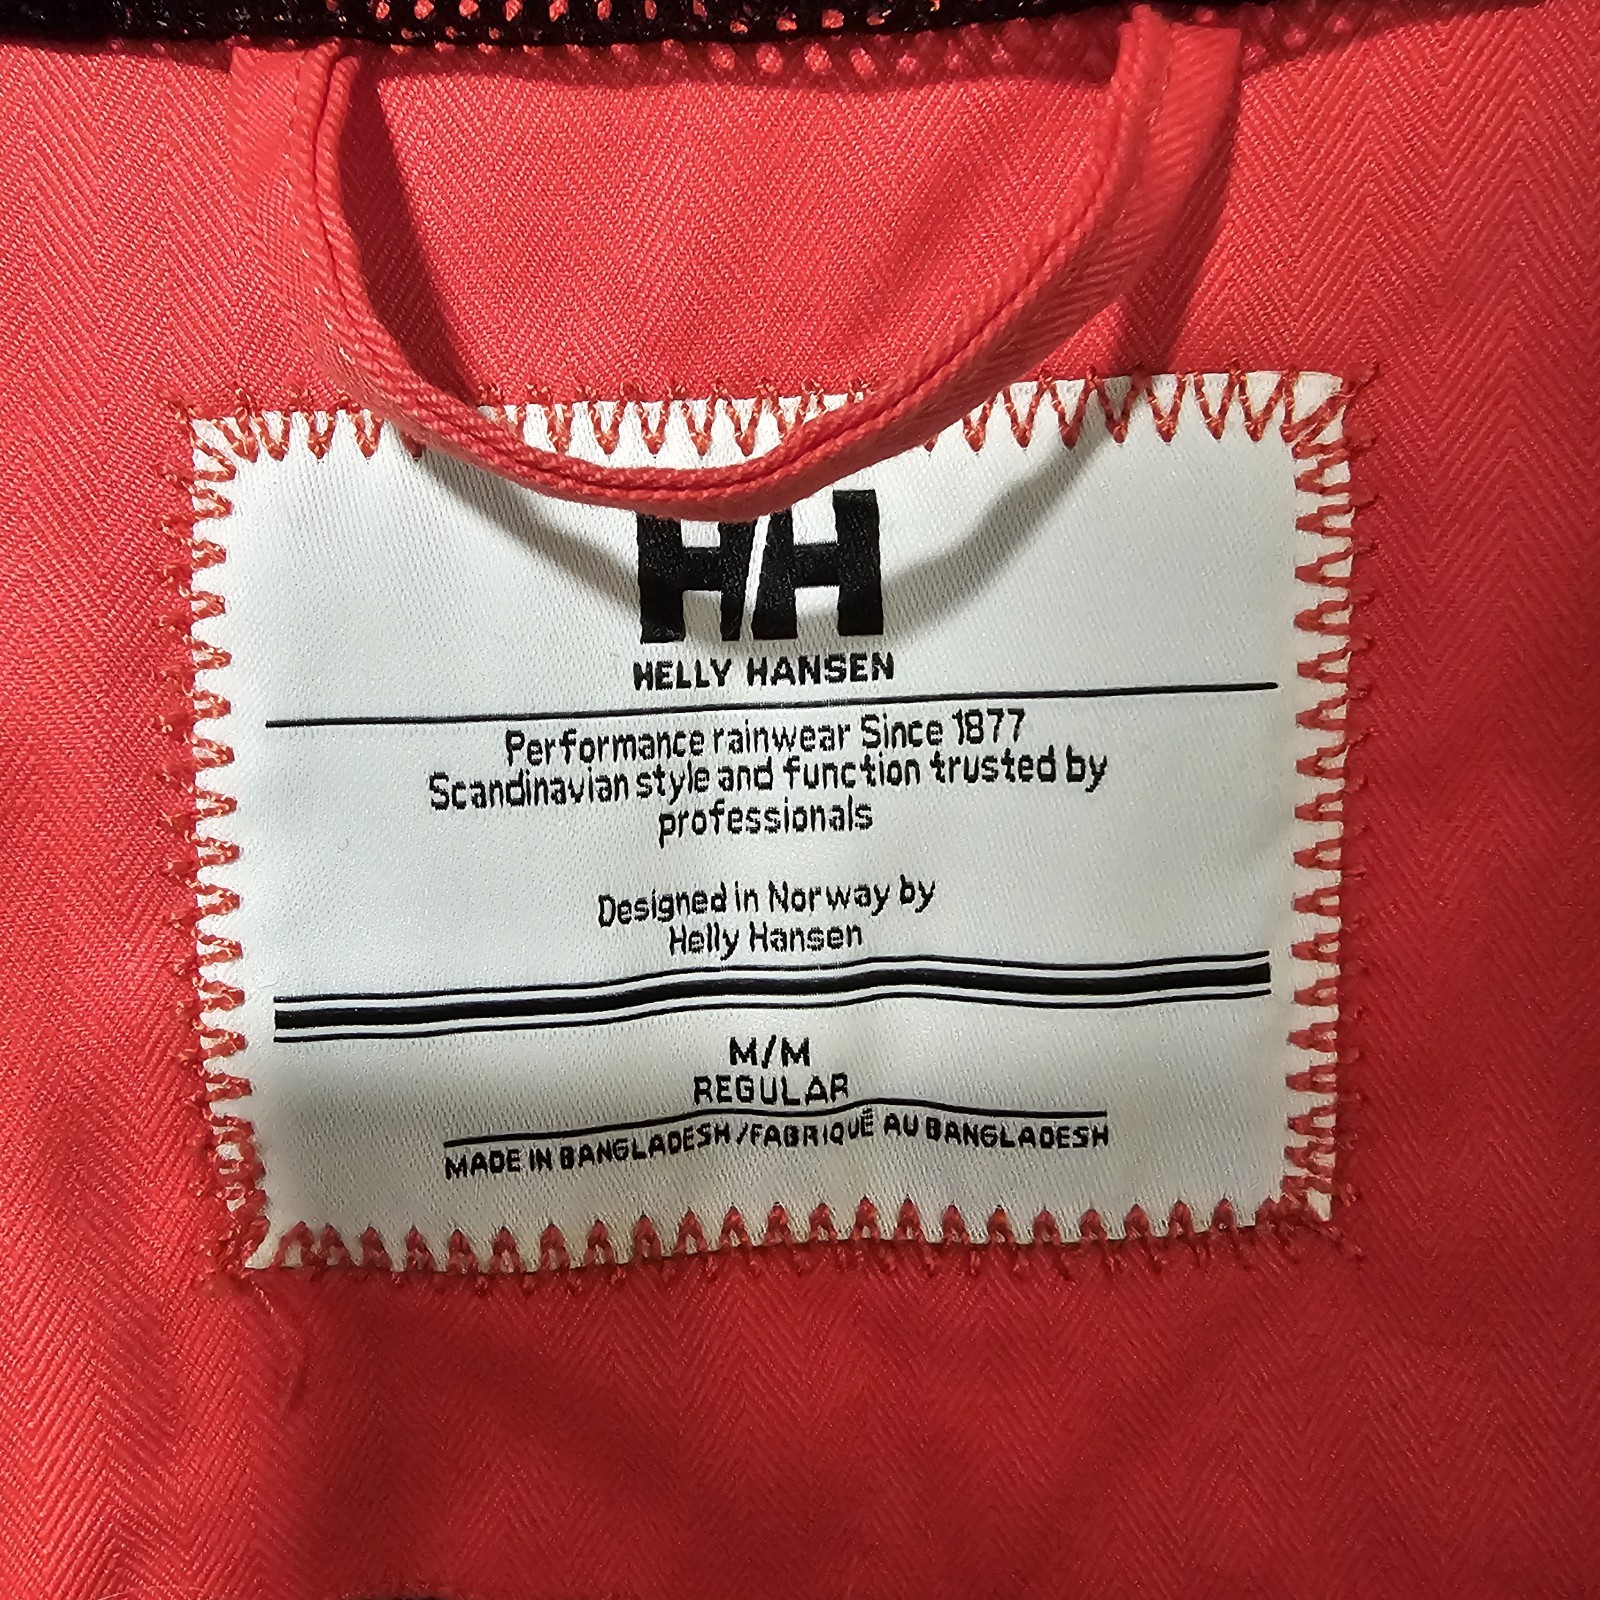 HH
HELLY HANSEN
Performance rainwear Since 1877
Scandinavian style and function trusted by
professionals
Designed in Norway by
Helly Hansen
M/M
REGULAR
MADE IN BANGLADESH/FABRIQUÉ AU BANGLADESH